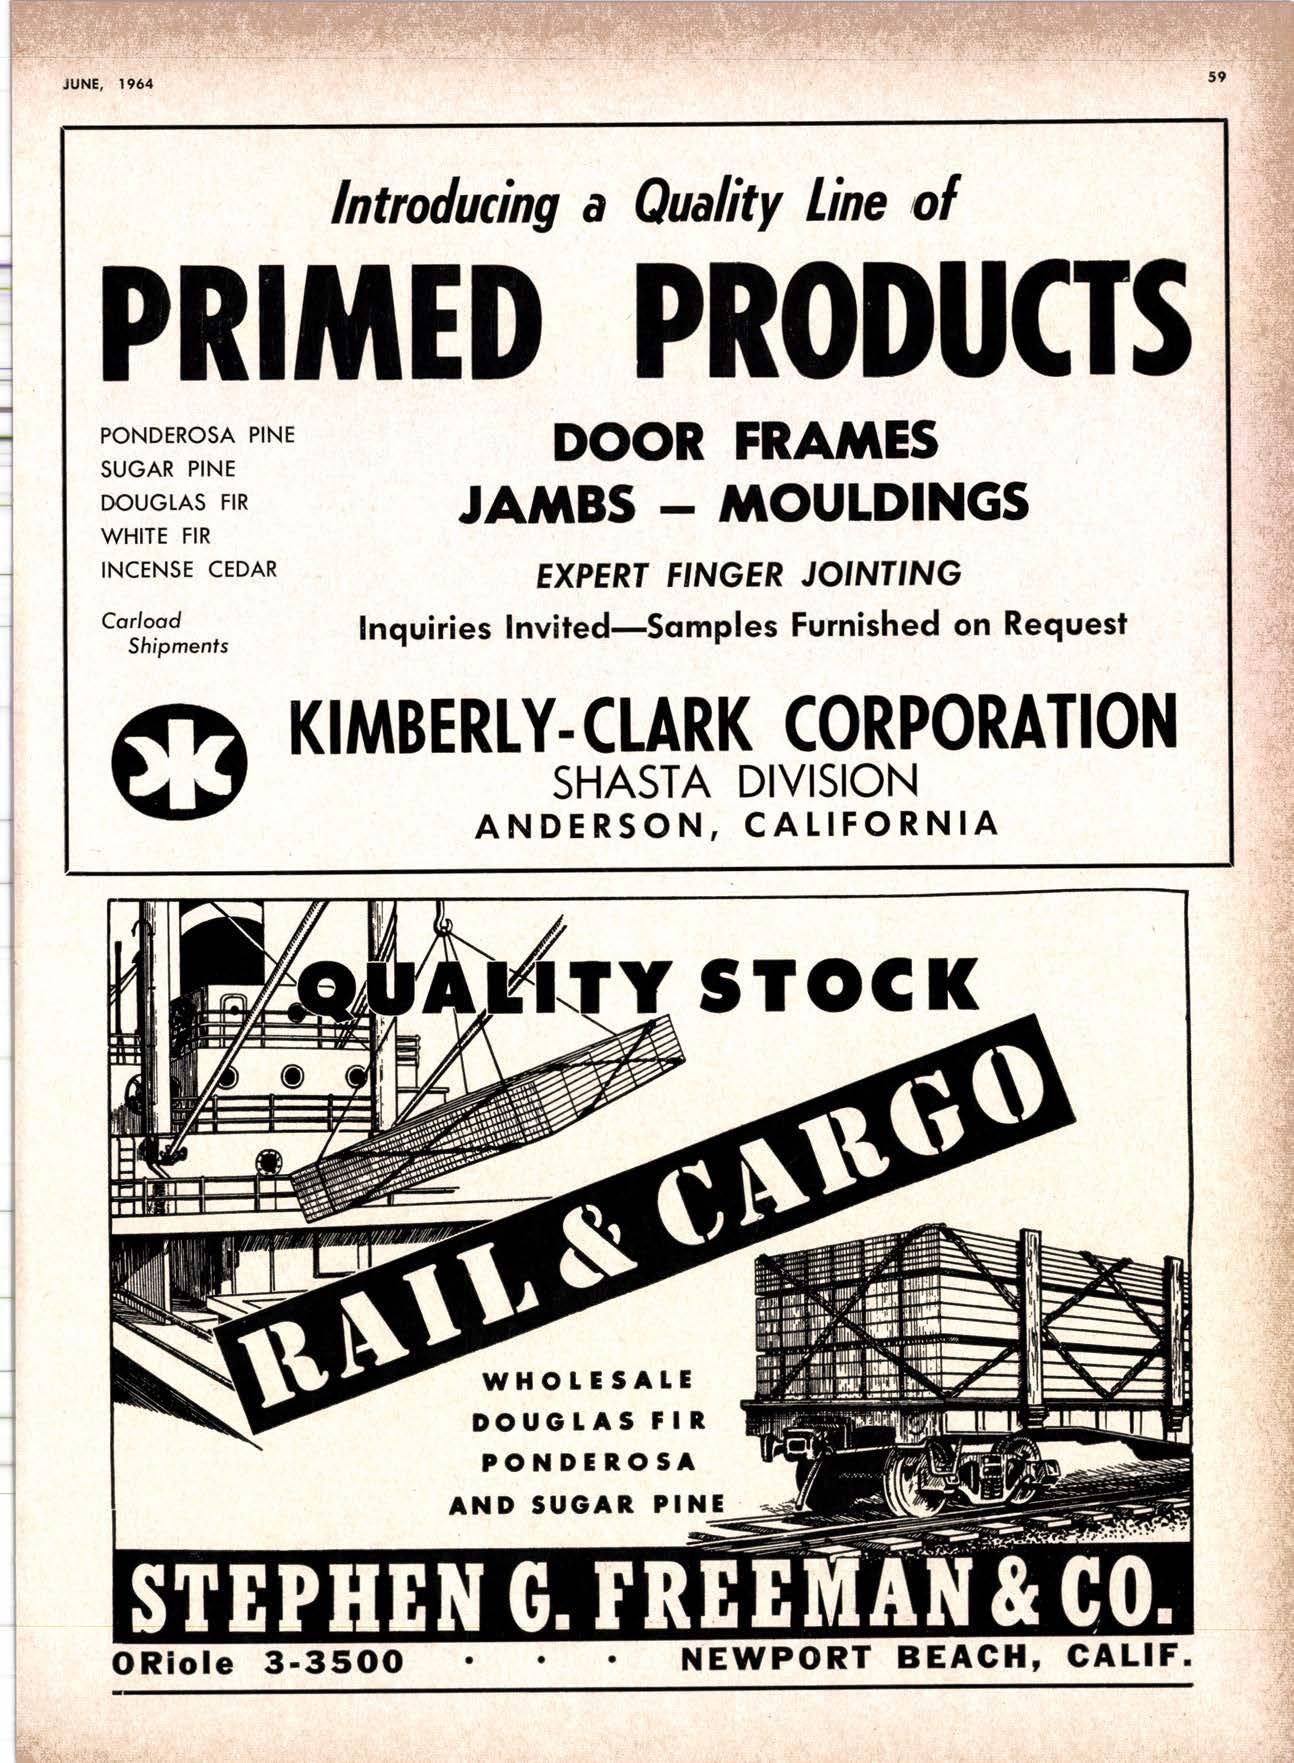 JUNE, 1964
59
Introducing a Quality Line of
PRIMED PRODUCTS
PONDEROSA PINE
SUGAR PINE
DOUGLAS FIR
WHITE FIR
INCENSE CEDAR
Carload
Shipments
DOOR FRAMES
JAMBS — MOULDINGS
EXPERT FINGER JOINTING
Inquiries Invited—Samples Furnished on Request
KIMBERLY-CLARK CORPORATION
SHASTA DIVISION
ANDERSON, CALIFORNIA
QUALITY STOCK
RAIL & CARGO
WHOLESALE
DOUGLAS FIR
PONDEROSA
AND SUGAR PINE
STEPHEN G. FREEMAN & CO.
ORiole 3-3500 • • • NEWPORT BEACH, CALIF.